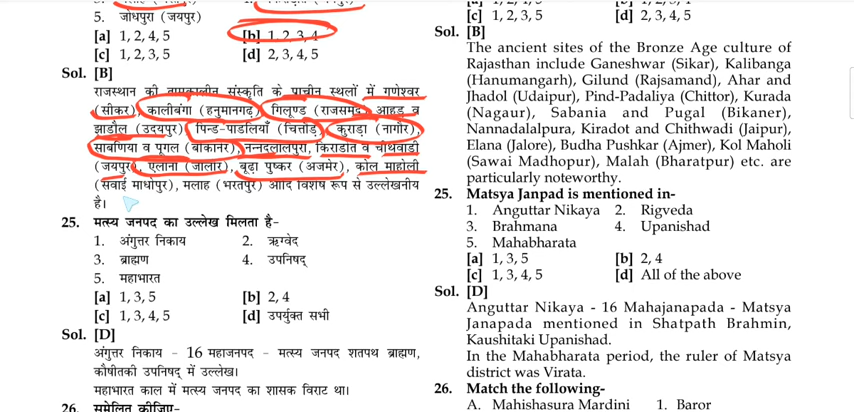 5. जोधपुरा (जयपुर)
[a] 1, 2, 4, 5 [b] 1, 2, 3, 4
[c] 1, 2, 3, 5 [d] 2, 3, 4, 5
Sol. [B]
राजस्थान की ताम्रकालीन संस्कृति के प्राचीन स्थलों में गणेश्वर
(सीकर), कालीबंगा (हनुमानगढ़), गिलूण्ड (राजसमंद), आहड़ व
झाडौल (उदयपुर), पिन्ड-पाडलियाँ (चित्तौड़), कुराड़ा (नागौर),
साबणिया व पूगल (बीकानेर), नन्नदलालपुरा, किराडोत व चीथवाडी
(जयपुर), एलाना (जालौर), बूढ़ा पुष्कर (अजमेर), कोल माहोली
(सवाई माधोपुर), मलाह (भरतपुर) आदि विशेष रूप से उल्लेखनीय
है।
25. मत्स्य जनपद का उल्लेख मिलता है-
1. अंगुत्तर निकाय 2. ऋग्वेद
3. ब्राह्मण 4. उपनिषद्
5. महाभारत
[a] 1, 3, 5 [b] 2, 4
[c] 1, 3, 4, 5 [d] उपर्युक्त सभी
Sol. [D]
अंगुत्तर निकाय - 16 महाजनपद - मत्स्य जनपद शतपथ ब्राह्मण,
कौषीतकी उपनिषद् में उल्लेख।
महाभारत काल में मत्स्य जनपद का शासक विराट था।
26. सुमेलित कीजिए-
[c] 1, 2, 3, 5 [d] 2, 3, 4, 5
Sol. [B]
The ancient sites of the Bronze Age culture of
Rajasthan include Ganeshwar (Sikar), Kalibanga
(Hanumangarh), Gilund (Rajsamand), Ahar and
Jhadol (Udaipur), Pind-Padaliya (Chittor), Kurada
(Nagaur), Sabania and Pugal (Bikaner),
Nannadalalpura, Kiradot and Chithwadi (Jaipur),
Elana (Jalore), Budha Pushkar (Ajmer), Kol Maholi
(Sawai Madhopur), Malah (Bharatpur) etc. are
particularly noteworthy.
25. Matsya Janpad is mentioned in-
1. Anguttar Nikaya 2. Rigveda
3. Brahmana 4. Upanishad
5. Mahabharata
[a] 1, 3, 5 [b] 2, 4
[c] 1, 3, 4, 5 [d] All of the above
Sol. [D]
Anguttar Nikaya - 16 Mahajanapada - Matsya
Janapada mentioned in Shatpath Brahmin,
Kaushitaki Upanishad.
In the Mahabharata period, the ruler of Matsya
district was Virata.
26. Match the following-
A. Mahishasura Mardini 1. Baror